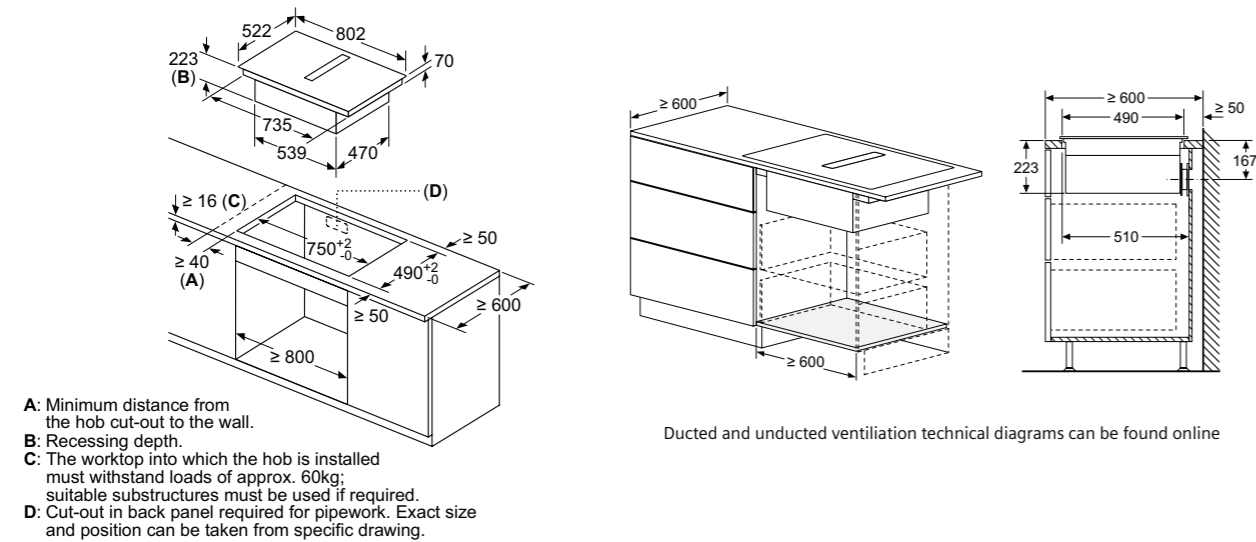 522
802
223
(B)
70
735
539
470
(D)
≥ 16 (C)
≥ 50
750+2-0
490+2-0
≥ 40
(A)
≥ 50
≥ 600
≥ 800
A: Minimum distance from
the hob cut-out to the wall.
B: Recessing depth.
C: The worktop into which the hob is installed
must withstand loads of approx. 60kg;
suitable substructures must be used if required.
D: Cut-out in back panel required for pipework. Exact size
and position can be taken from specific drawing.
≥ 600
≥ 600
≥ 600
≥ 50
490
223
167
510
Ducted and unducted ventiliation technical diagrams can be found online